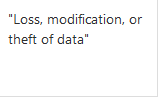 "Loss, modification, or
theft of data"